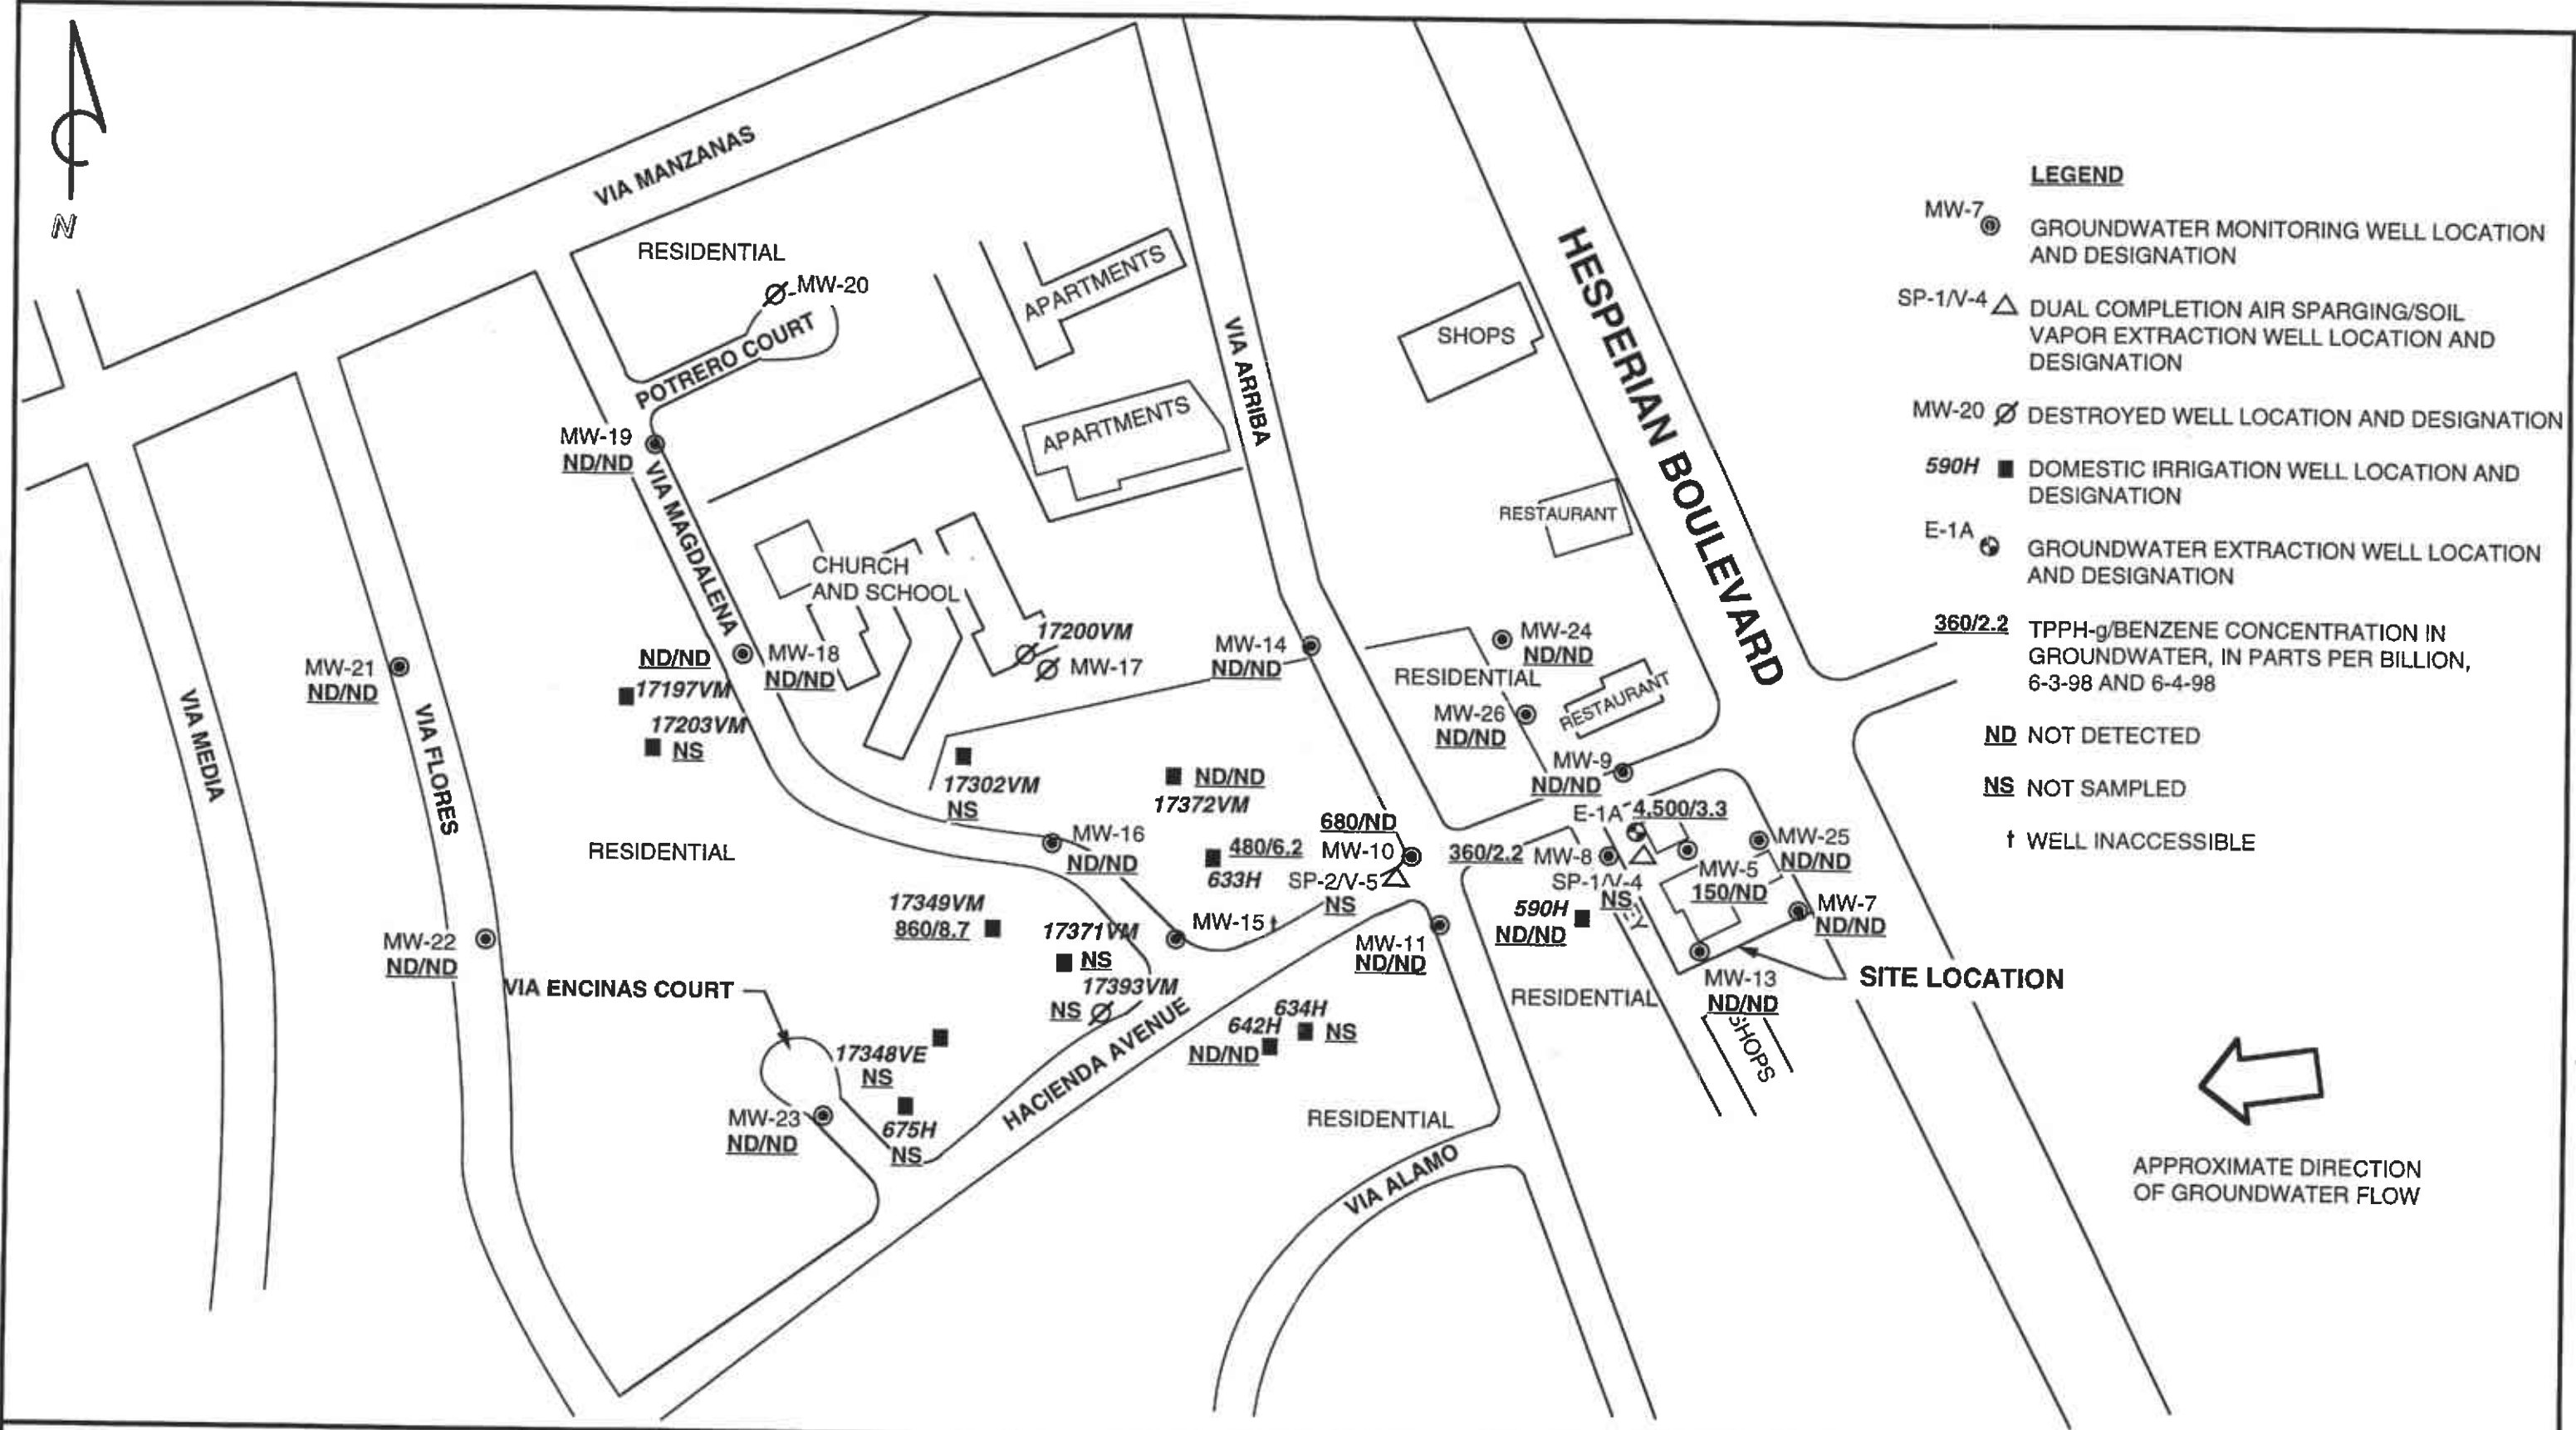 N
VIA MANZANAS
RESIDENTIAL
MW-20
POTRERO COURT
APARTMENTS
APARTMENTS
VIA ARRIBA
SHOPS
HESPERIAN BOULEVARD
RESTAURANT
MW-19
ND/ND
VIA MAGDALENA
CHURCH
AND SCHOOL
17200VM
MW-17
MW-14
ND/ND
MW-24
ND/ND
RESIDENTIAL
RESTAURANT
MW-26
ND/ND
MW-9
ND/ND
MW-21
ND/ND
VIA MEDIA
VIA FLORES
ND/ND
17197VM
MW-18
ND/ND
17203VM
NS
17302VM
NS
ND/ND
17372VM
RESIDENTIAL
MW-16
ND/ND
480/6.2
633H
680/ND
MW-10
SP-2/V-5
NS
360/2.2
MW-8
E-1A
4,500/3.3
SP-1/V-4
NS
EY
MW-5
150/ND
MW-25
ND/ND
MW-7
ND/ND
590H
ND/ND
17349VM
860/8.7
17371VM
NS
MW-15†
MW-11
ND/ND
MW-22
ND/ND
17393VM
NS
VIA ENCINAS COURT
RESIDENTIAL
MW-13
ND/ND
SITE LOCATION
SHOPS
634H
NS
642H
ND/ND
17348VE
NS
HACIENDA AVENUE
MW-23
ND/ND
675H
NS
RESIDENTIAL
VIA ALAMO
LEGEND
MW-7
GROUNDWATER MONITORING WELL LOCATION
AND DESIGNATION
SP-1/V-4
DUAL COMPLETION AIR SPARGING/SOIL
VAPOR EXTRACTION WELL LOCATION AND
DESIGNATION
MW-20
DESTROYED WELL LOCATION AND DESIGNATION
590H
DOMESTIC IRRIGATION WELL LOCATION AND
DESIGNATION
E-1A
GROUNDWATER EXTRACTION WELL LOCATION
AND DESIGNATION
360/2.2
TPPH-g/BENZENE CONCENTRATION IN
GROUNDWATER, IN PARTS PER BILLION,
6-3-98 AND 6-4-98
ND NOT DETECTED
NS NOT SAMPLED
† WELL INACCESSIBLE
APPROXIMATE DIRECTION
OF GROUNDWATER FLOW